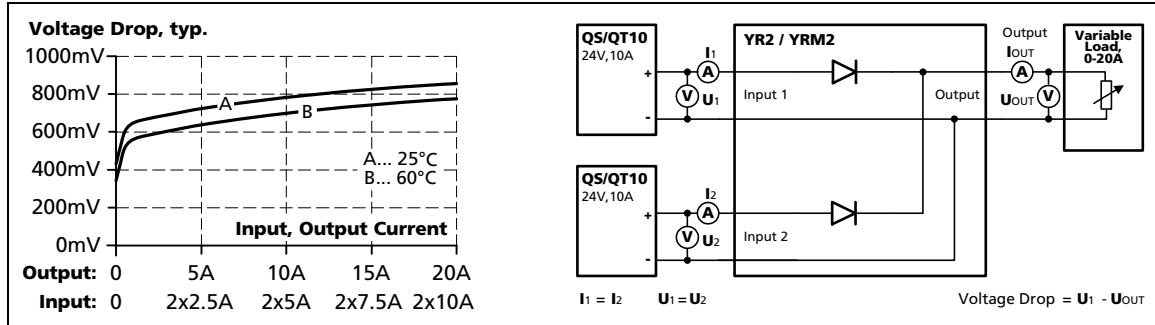 Voltage Drop, typ.
1000mV
800mV
600mV
400mV
200mV
0mV
A
B
A... 25°C
B... 60°C
Input, Output Current
Output: 0 5A 10A 15A 20A
Input: 0 2x2.5A 2x5A 2x7.5A 2x10A
QS/QT10
24V,10A
+
-
I1
A
V U1
YR2 / YRM2
Input 1
Output
Output
IOUT
A
UOUT V
Variable
Load,
0-20A
QS/QT10
24V,10A
+
-
I2
A
V U2
Input 2
I1 = I2 U1 = U2
Voltage Drop = U1 - UOUT